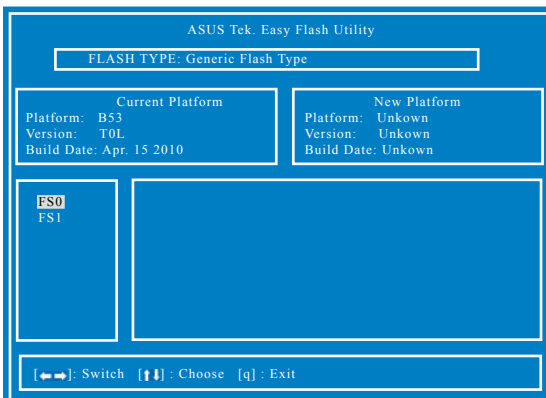 ASUS Tek. Easy Flash Utility
FLASH TYPE: Generic Flash Type
Current Platform
Platform: B53
Version: T0L
Build Date: Apr. 15 2010
New Platform
Platform: Unkown
Version: Unkown
Build Date: Unkown
FS0
FS1
[←→]: Switch [↑↓] : Choose [q] : Exit